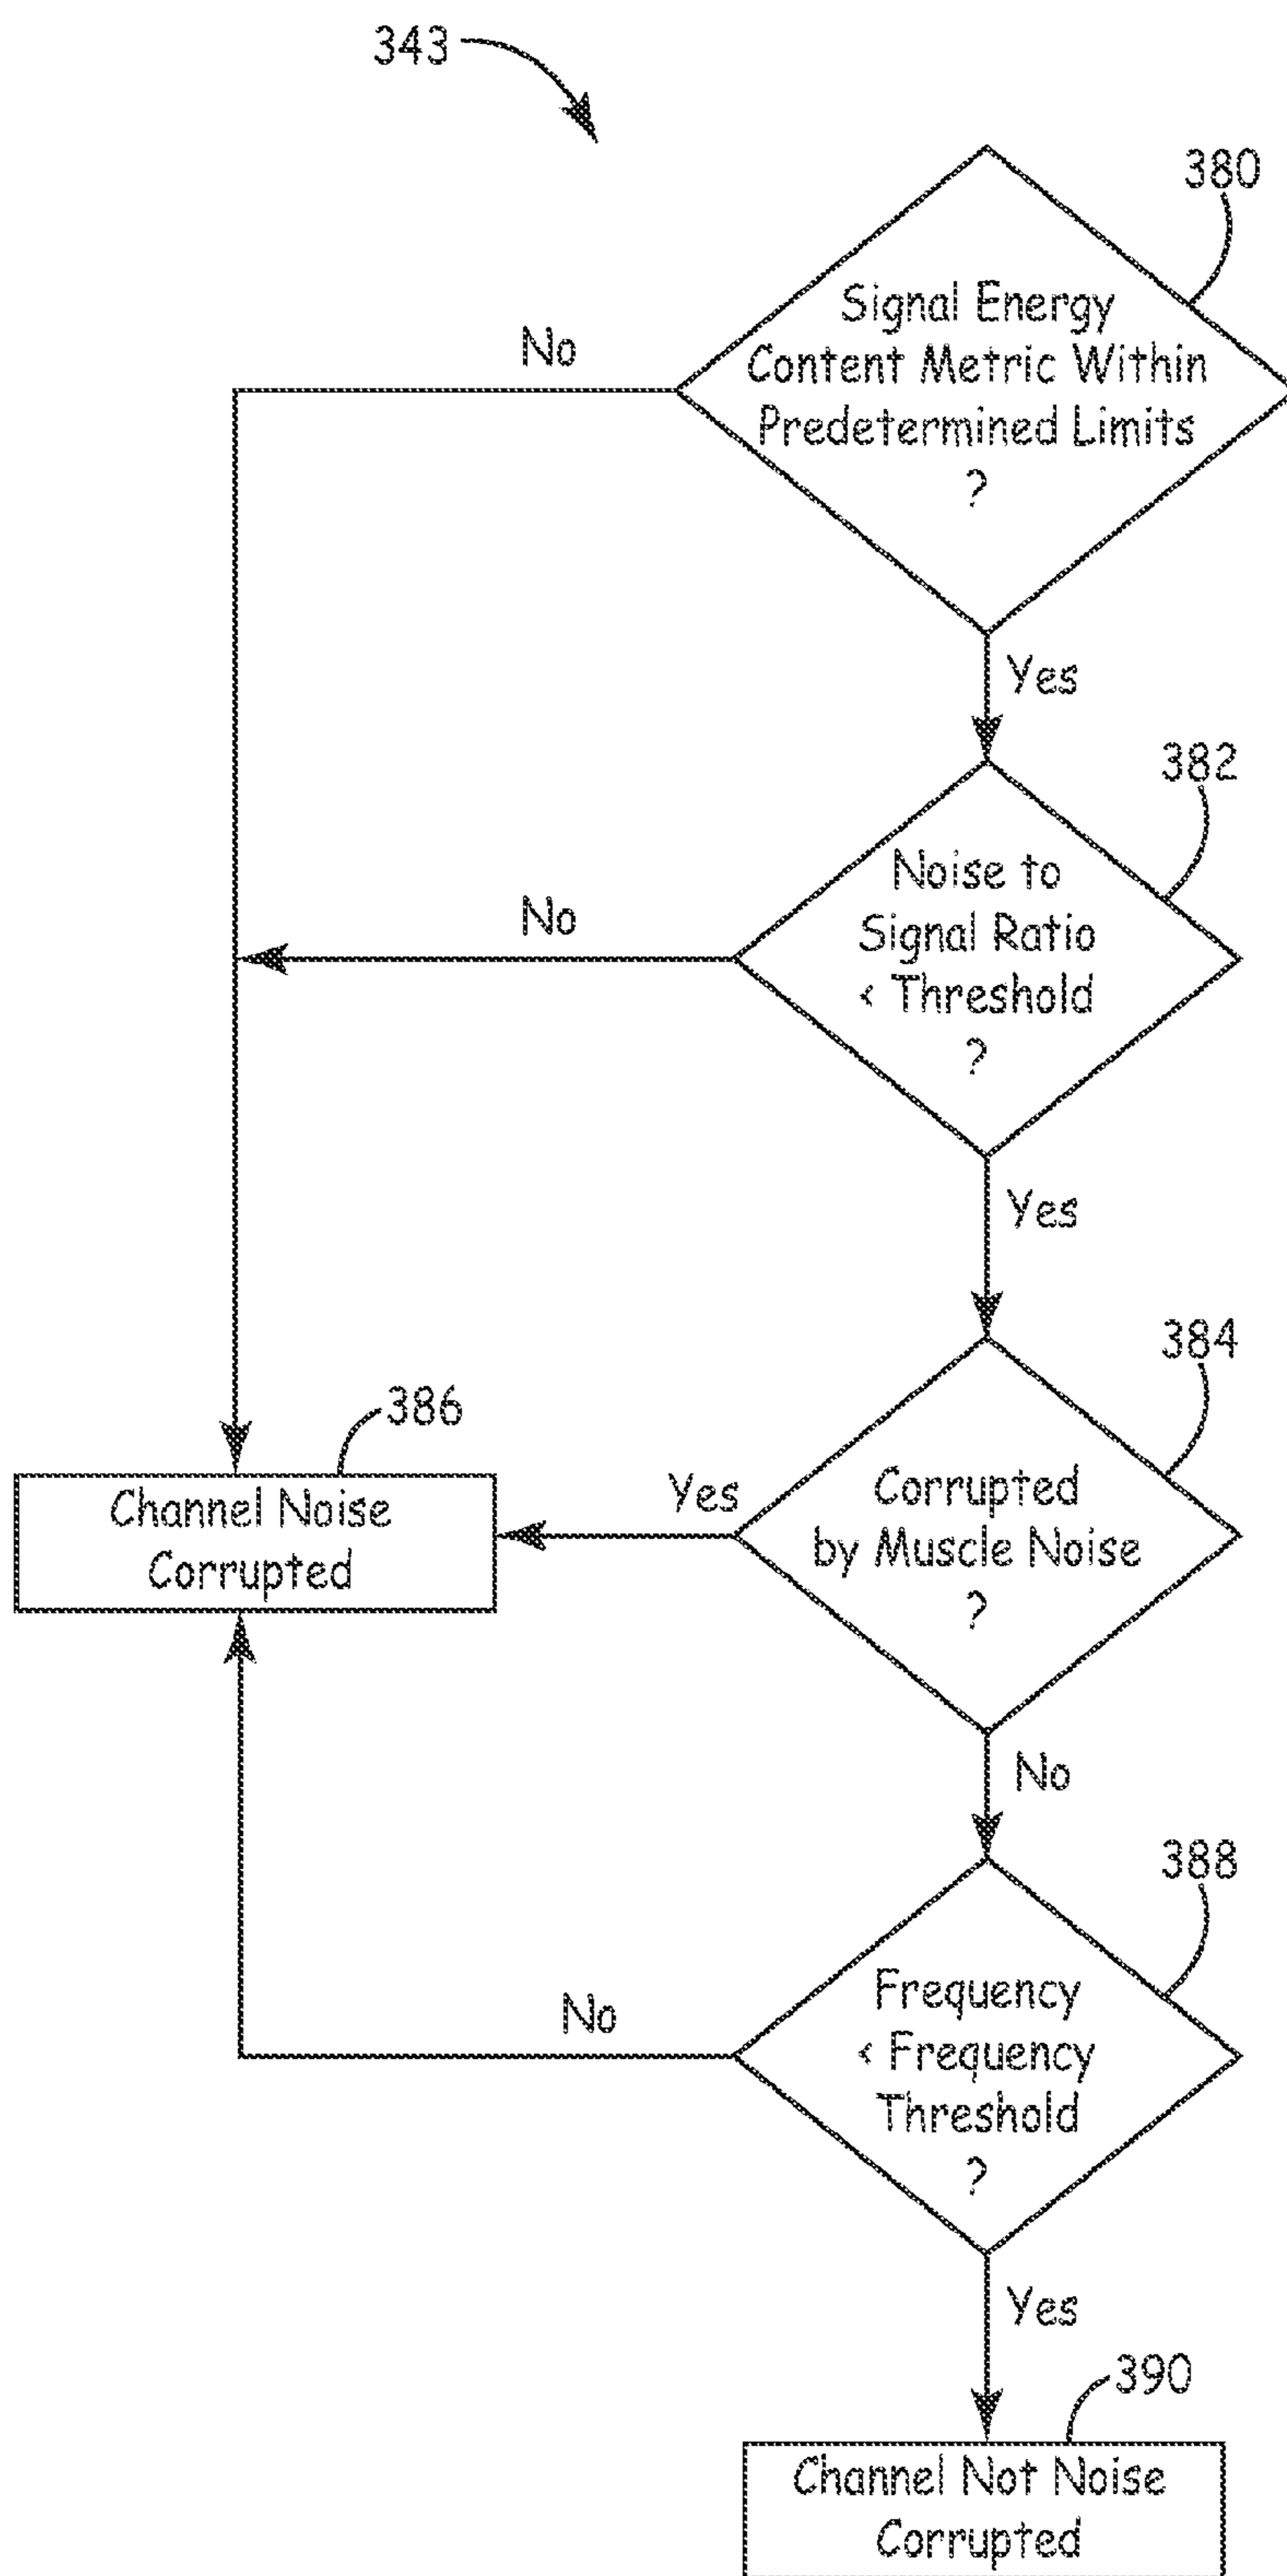 343
380
Signal Energy
Content Metric Within
Predetermined Limits
?
No
Yes
382
Noise to
Signal Ratio
< Threshold
?
No
Yes
384
386
Channel Noise
Corrupted
Yes
Corrupted
by Muscle Noise
?
No
388
Frequency
< Frequency
Threshold
?
No
Yes
390
Channel Not Noise
Corrupted